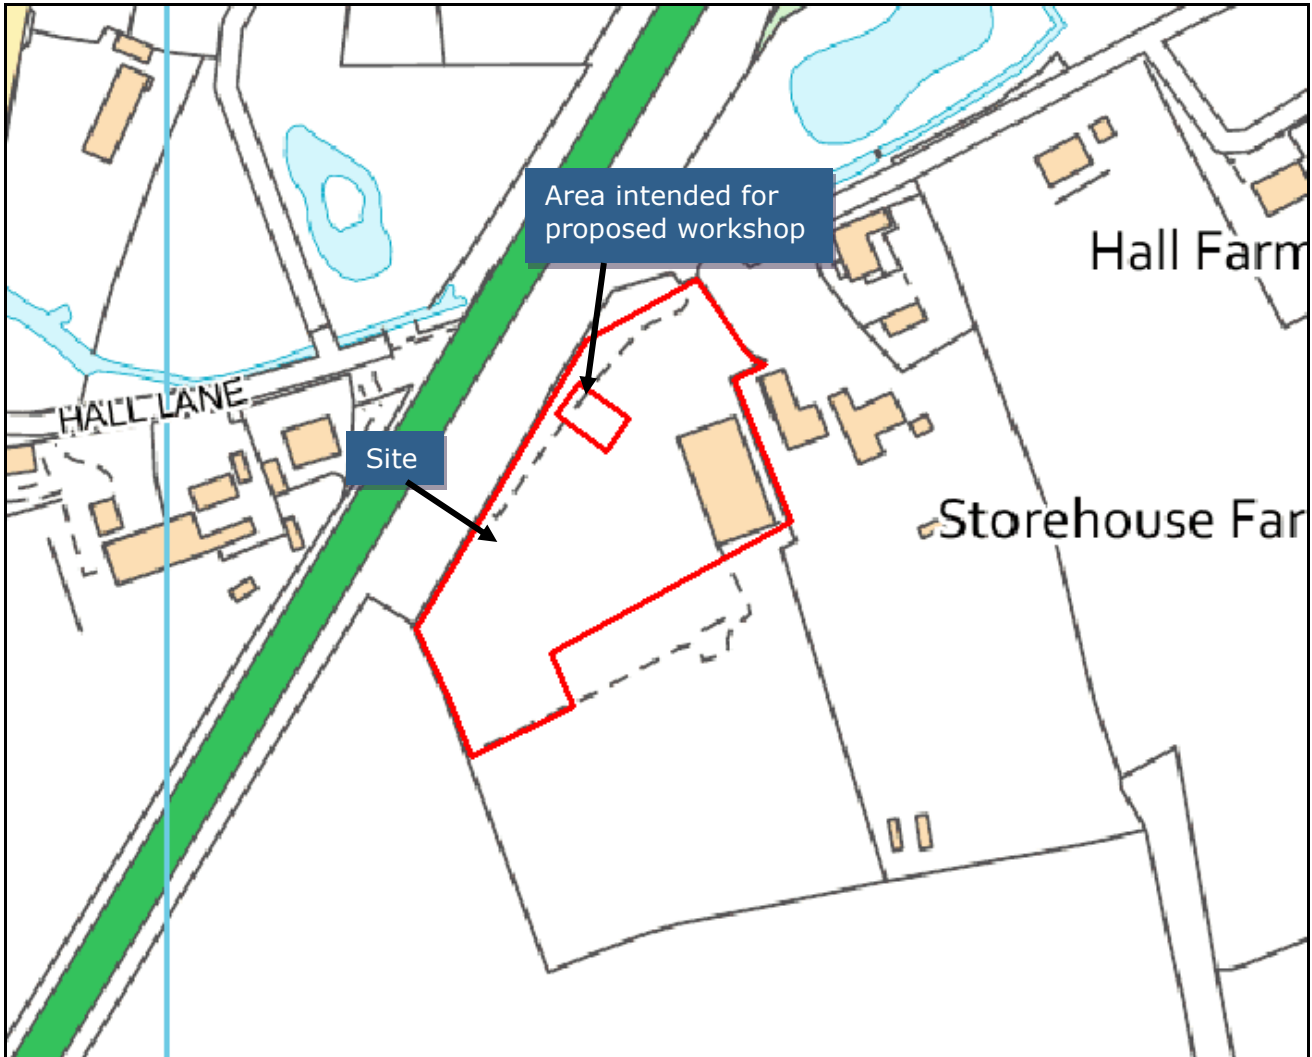 Area intended for
proposed workshop
Hall Farm
HALL LANE
Site
Storehouse Far